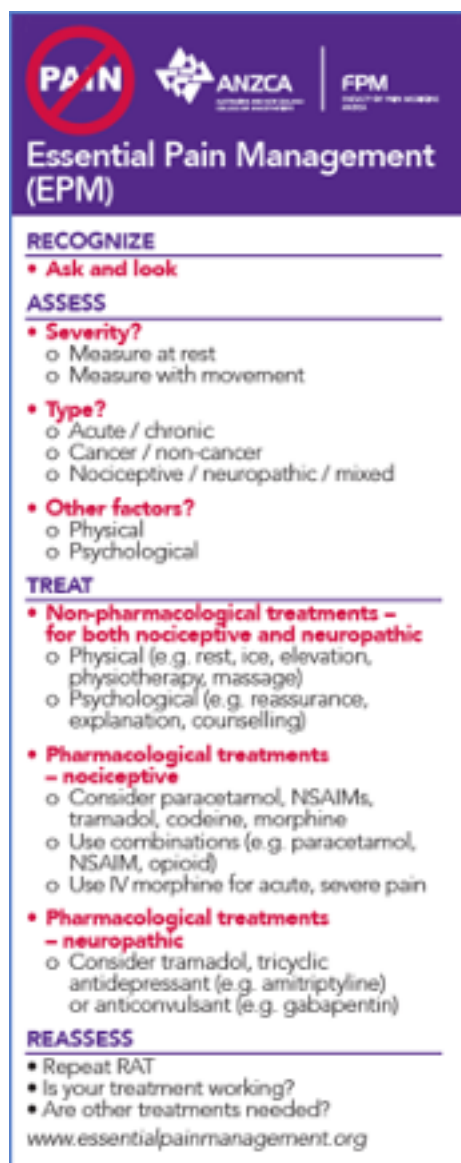 PAIN
ANZCA
FPM
Essential Pain Management
(EPM)
RECOGNIZE
• Ask and look
ASSESS
• Severity?
o Measure at rest
o Measure with movement
• Type?
o Acute / chronic
o Cancer / non-cancer
o Nociceptive / neuropathic / mixed
• Other factors?
o Physical
o Psychological
TREAT
• Non-pharmacological treatments –
for both nociceptive and neuropathic
o Physical (e.g. rest, ice, elevation,
physiotherapy, massage)
o Psychological (e.g. reassurance,
explanation, counselling)
• Pharmacological treatments
– nociceptive
o Consider paracetamol, NSAIMs,
tramadol, codeine, morphine
o Use combinations (e.g. paracetamol,
NSAIM, opioid)
o Use IV morphine for acute, severe pain
• Pharmacological treatments
– neuropathic
o Consider tramadol, tricyclic
antidepressant (e.g. amitriptyline)
or anticonvulsant (e.g. gabapentin)
REASSESS
• Repeat RAT
• Is your treatment working?
• Are other treatments needed?
www.essentialpainmanagement.org